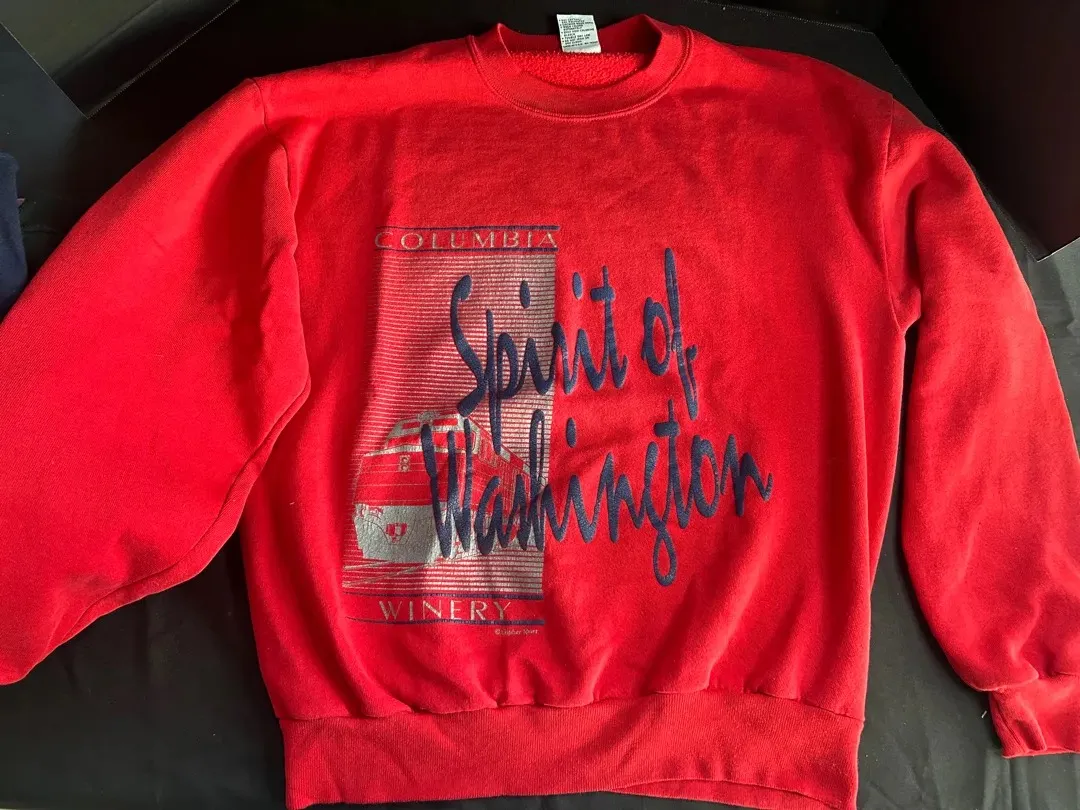 COLUMBIA
Spirit of
Washington
WINERY